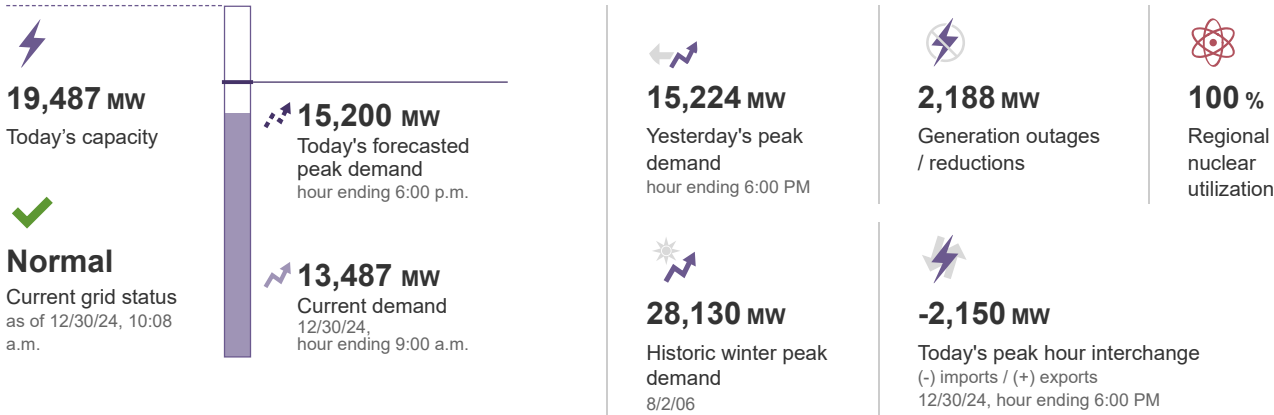 19,487 MW
Today’s capacity
Normal
Current grid status
as of 12/30/24, 10:08
a.m.
15,200 MW
Today's forecasted
peak demand
hour ending 6:00 p.m.
13,487 MW
Current demand
12/30/24,
hour ending 9:00 a.m.
15,224 MW
Yesterday's peak
demand
hour ending 6:00 PM
2,188 MW
Generation outages
/ reductions
100 %
Regional
nuclear
utilization
28,130 MW
Historic winter peak
demand
8/2/06
-2,150 MW
Today's peak hour interchange
(-) imports / (+) exports
12/30/24, hour ending 6:00 PM